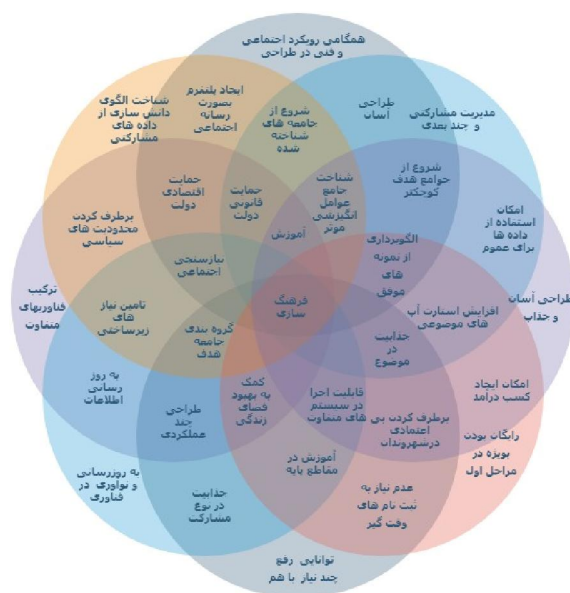 همگامی رویکرد اجتماعی
و فنی در طراحی
شناخت الگوی
دانش سازی از
داده های
مشارکتی
ایجاد پلتفرم
بصورت
رسانه
اجتماعی
شروع از
جامعه های
شناخته
شده
طراحی
آسان
مدیریت مشارکتی
و چند بعدی
حمایت
اقتصادی
دولت
حمایت
قانونی
دولت
شناخت
جامع
عوامل
انگیزشی
موثر
شروع از
جوامع هدف
کوچکتر
امکان
استفاده از
داده ها
برای عموم
برطرف کردن
محدودیت های
سیاسی
آموزش
نیازسنجی
اجتماعی
الگوبرداری
از نمونه
های
موفق
ترکیب
فناوریهای
متفاوت
تامین نیاز
های
زیرساختی
فرهنگ
سازی
افزایش استارت آپ
های موضوعی
طراحی آسان
و جذاب
گروه بندی
جامعه
هدف
جذابیت
در
موضوع
به روز
رسانی
اطلاعات
طراحی
چند
عملکردی
کمک
به بهبود
فضای
زندگی
قابلیت اجرا
در سیستم
های متفاوت
برطرف کردن بی
اعتمادی
درشهروندان
امکان ایجاد
کسب درامد
رایگان بودن
بویژه در
مراحل اول
به روزرسانی
و نوآوری در
فناوری
جذابیت
در نوع
مشارکت
آموزش در
مقاطع پایه
عدم نیاز به
ثبت نام های
وقت گیر
توانایی رفع
چند نیاز با هم